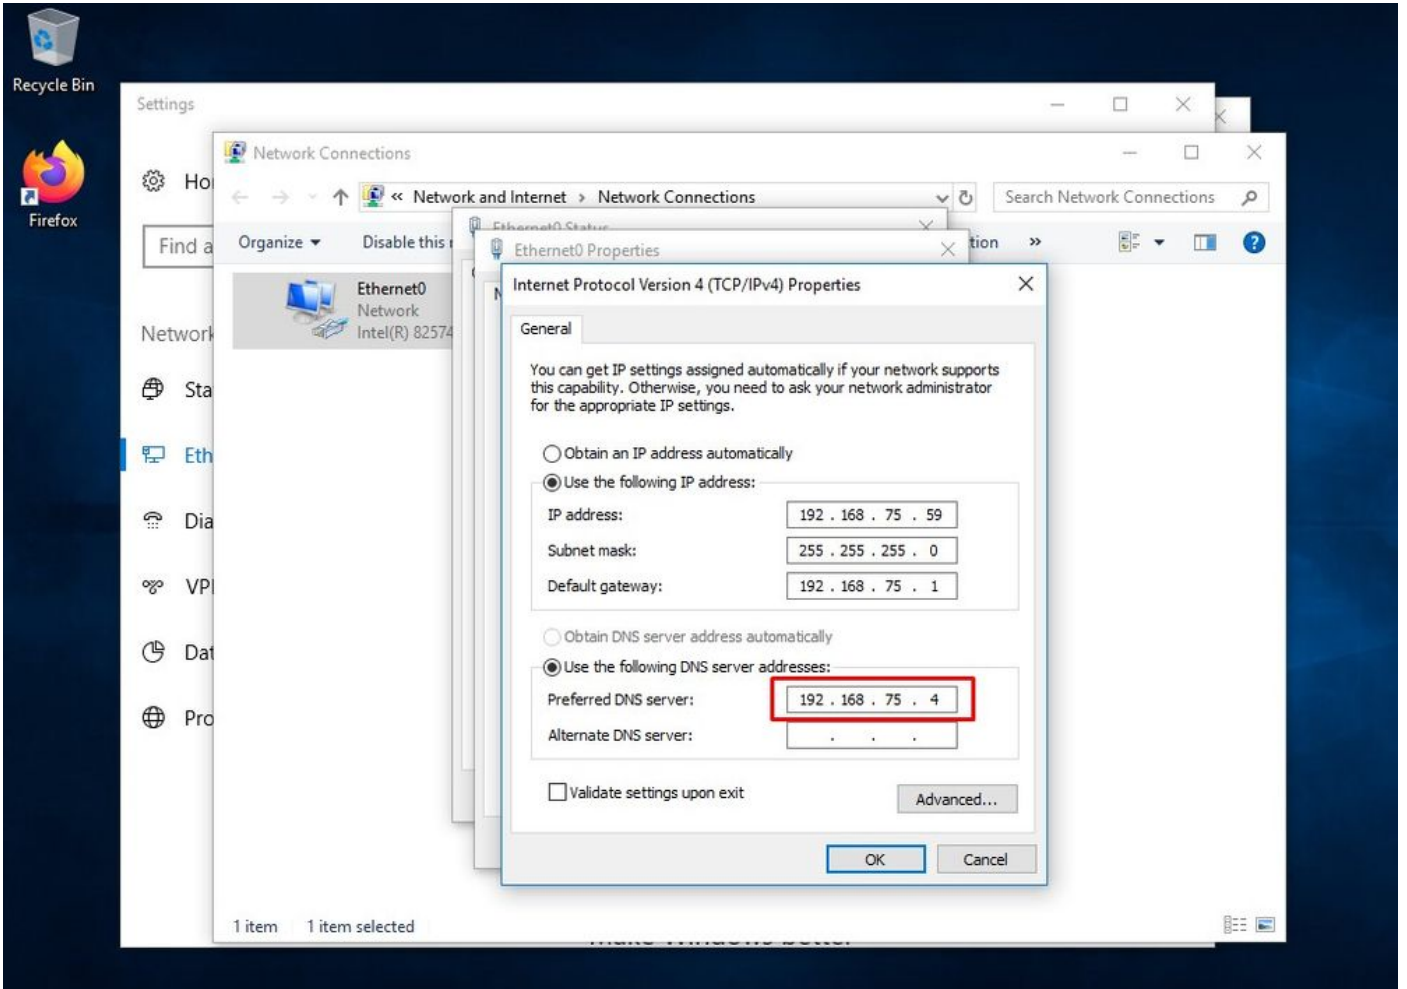 Recycle Bin
Firefox
Settings
Network Connections
Network and Internet > Network Connections
Search Network Connections
Find a
Organize
Disable this
Ethernet0 Status
tion
»
Ethernet0 Properties
Ethernet0
Network
Intel(R) 82574
Internet Protocol Version 4 (TCP/IPv4) Properties
General
You can get IP settings assigned automatically if your network supports
this capability. Otherwise, you need to ask your network administrator
for the appropriate IP settings.
Obtain an IP address automatically
Use the following IP address:
IP address: 192 . 168 . 75 . 59
Subnet mask: 255 . 255 . 255 . 0
Default gateway: 192 . 168 . 75 . 1
Obtain DNS server address automatically
Use the following DNS server addresses:
Preferred DNS server: 192 . 168 . 75 . 4
Alternate DNS server: . . .
Validate settings upon exit
Advanced...
OK
Cancel
Hor
Network
Sta
Eth
Dia
VPI
Dat
Pro
1 item
1 item selected